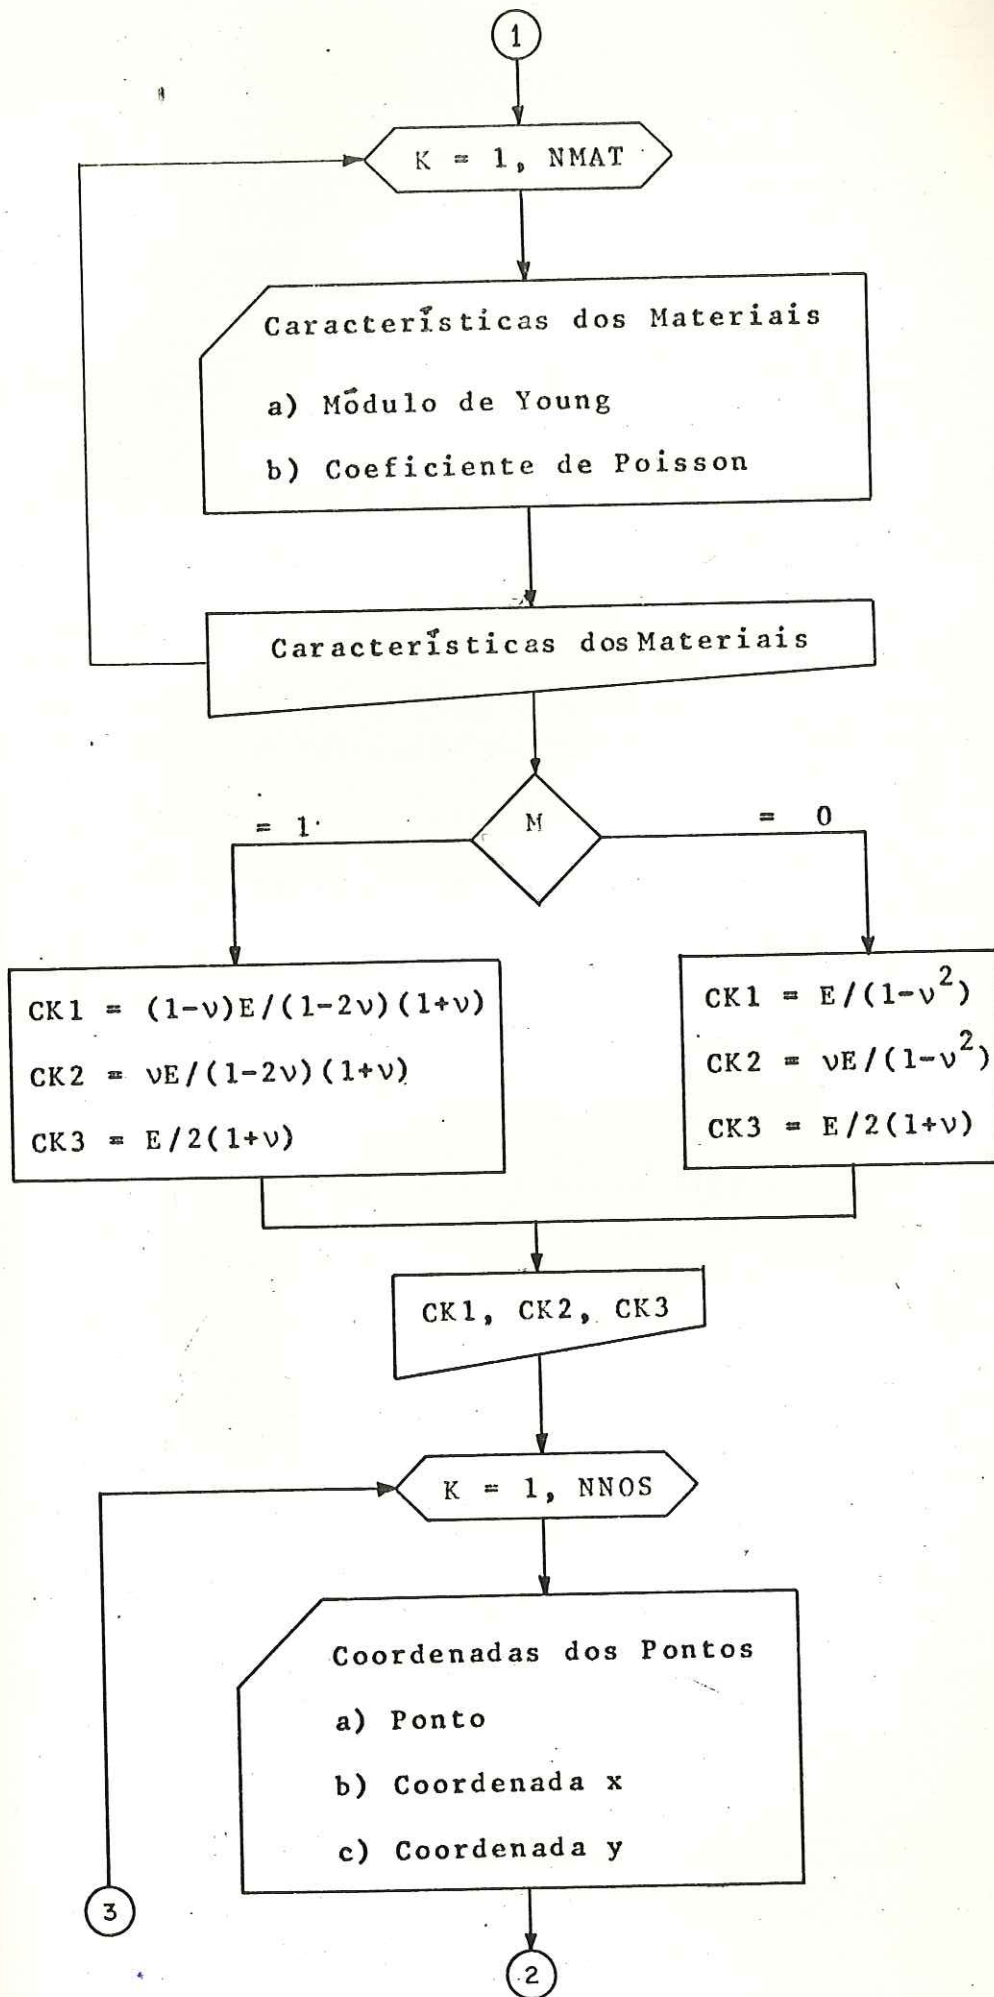 1
K = 1, NMAT
Características dos Materiais
a) Módulo de Young
b) Coeficiente de Poisson
Características dos Materiais
M
= 1
= 0
CK1 = (1-ν)E/(1-2ν)(1+ν)
CK2 = νE/(1-2ν)(1+ν)
CK3 = E/2(1+ν)
CK1 = E/(1-ν²)
CK2 = νE/(1-ν²)
CK3 = E/2(1+ν)
CK1, CK2, CK3
K = 1, NNOS
Coordenadas dos Pontos
a) Ponto
b) Coordenada x
c) Coordenada y
3
2